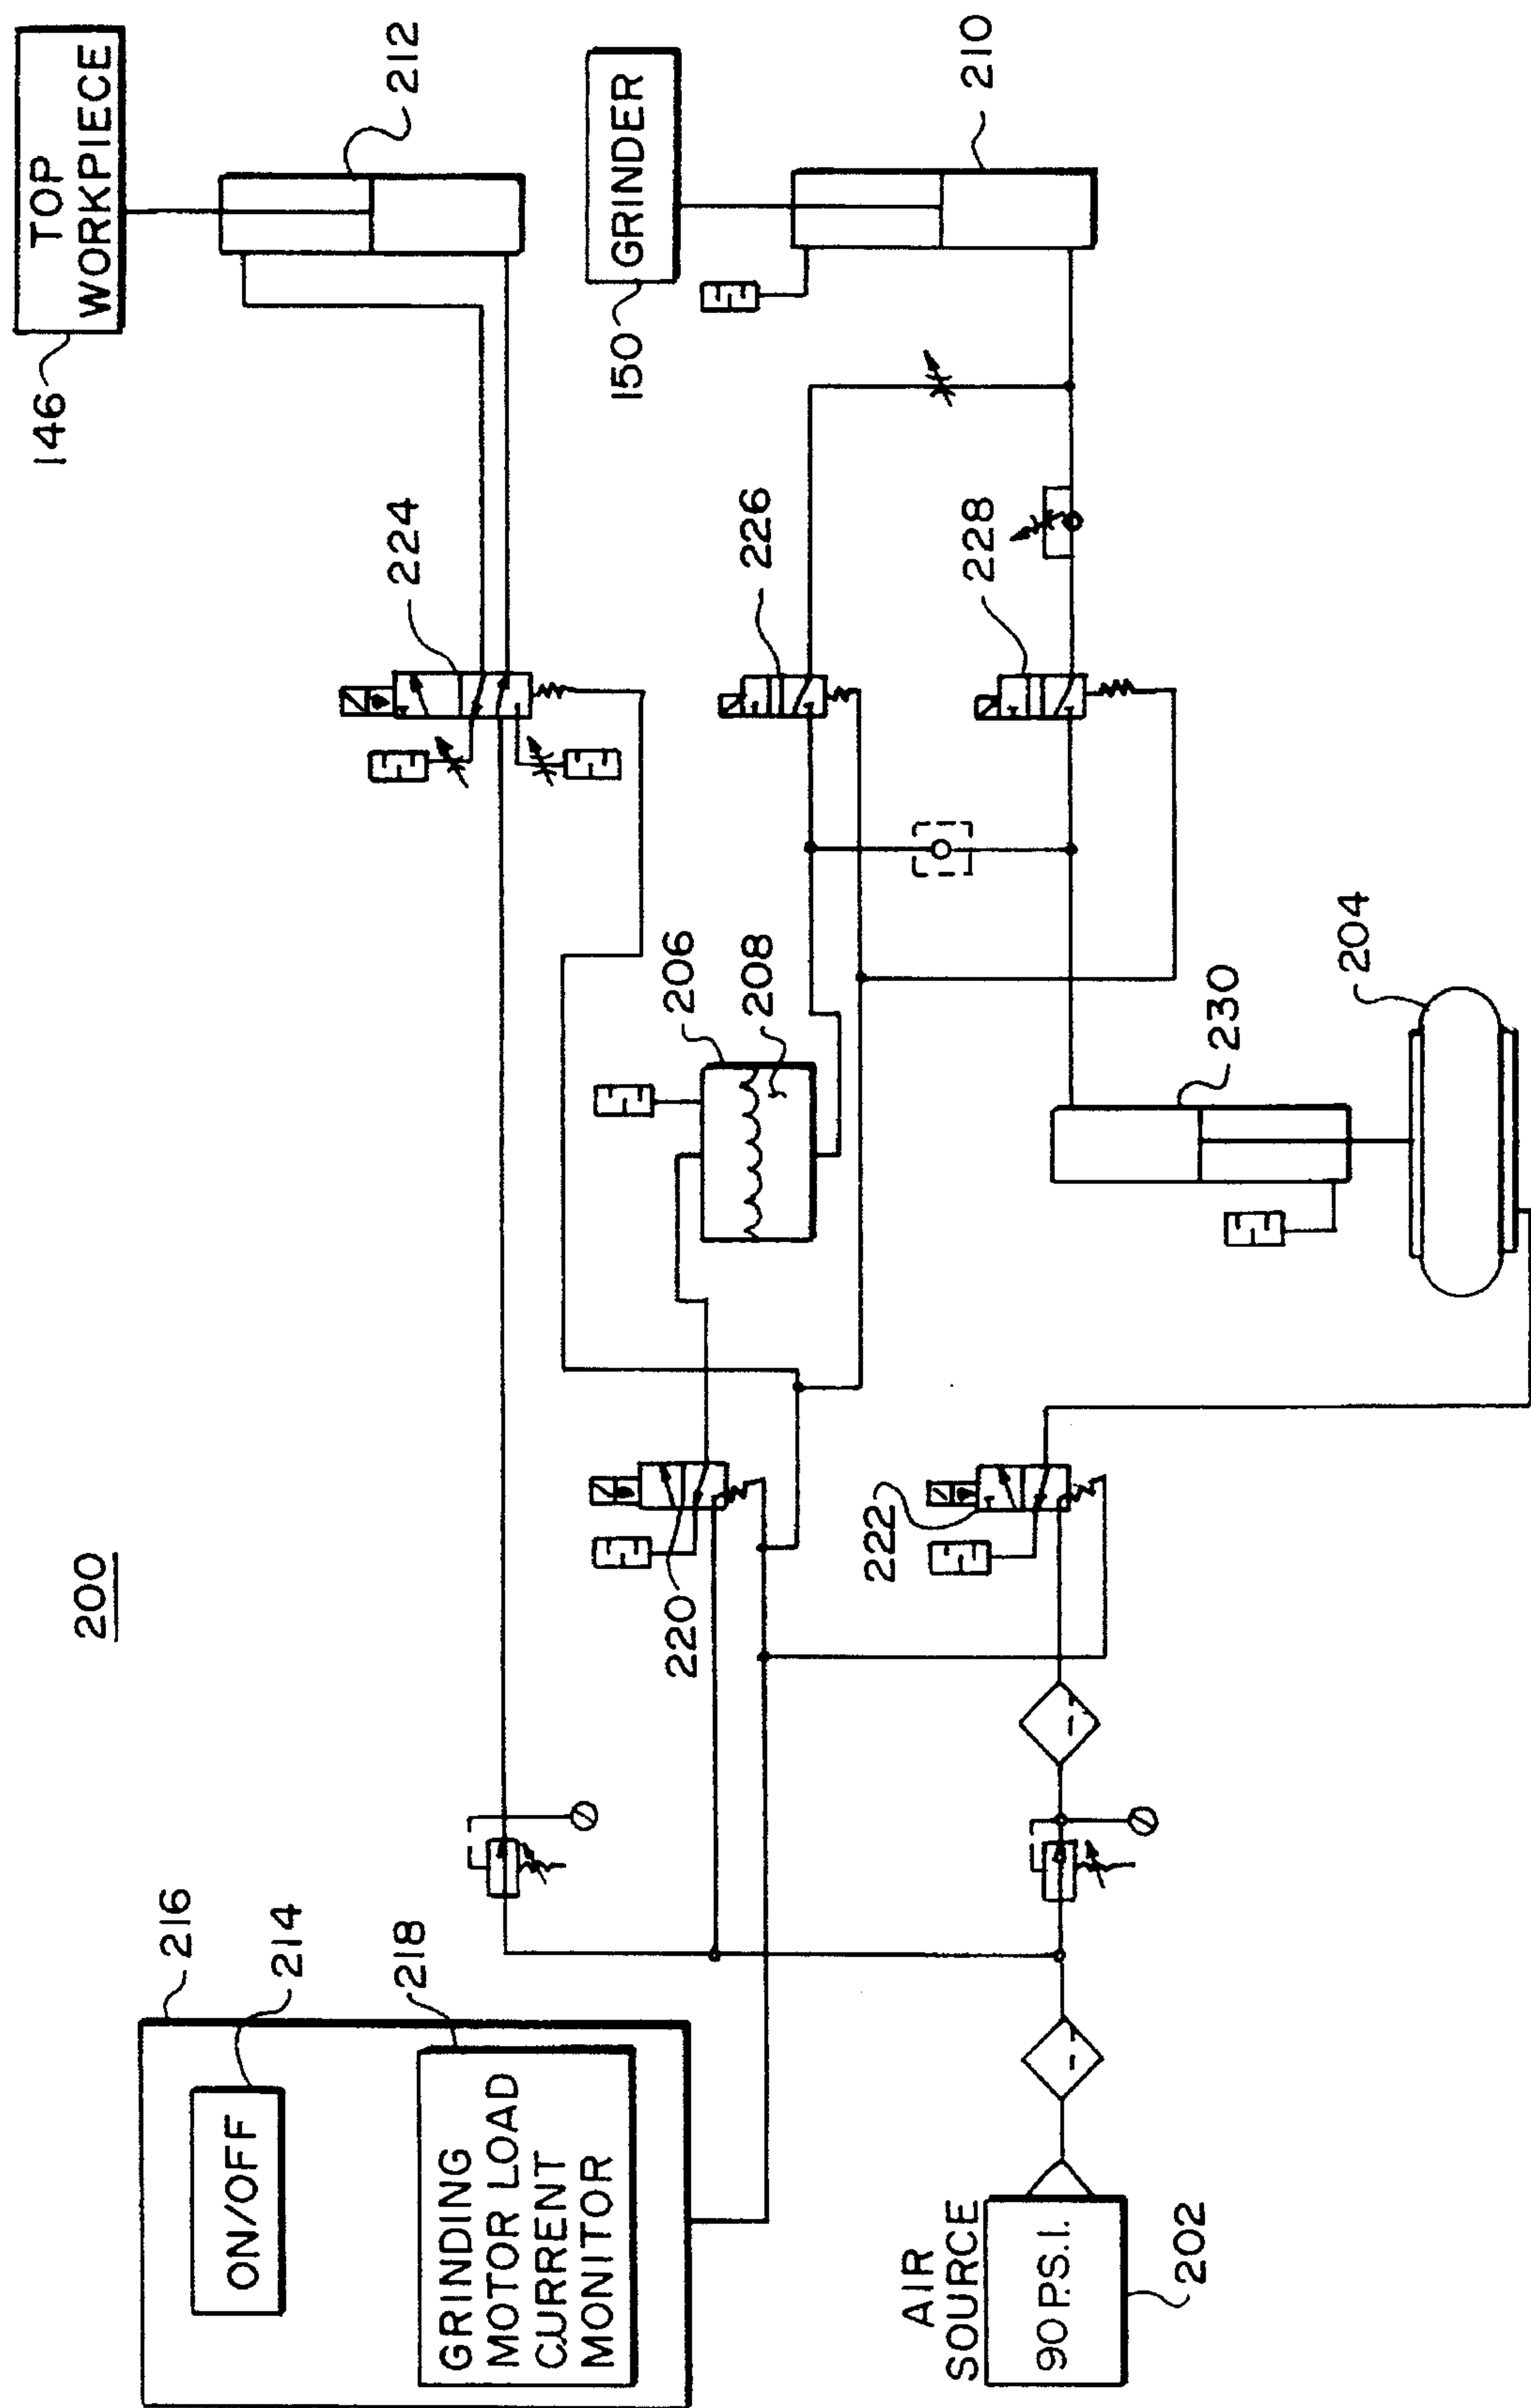 200
216
ON/OFF
214
GRINDING
MOTOR LOAD
CURRENT
MONITOR
218
AIR
SOURCE
90 P.S.I.
202
220
222
206
208
230
204
224
226
228
146
TOP
WORKPIECE
212
150
GRINDER
210